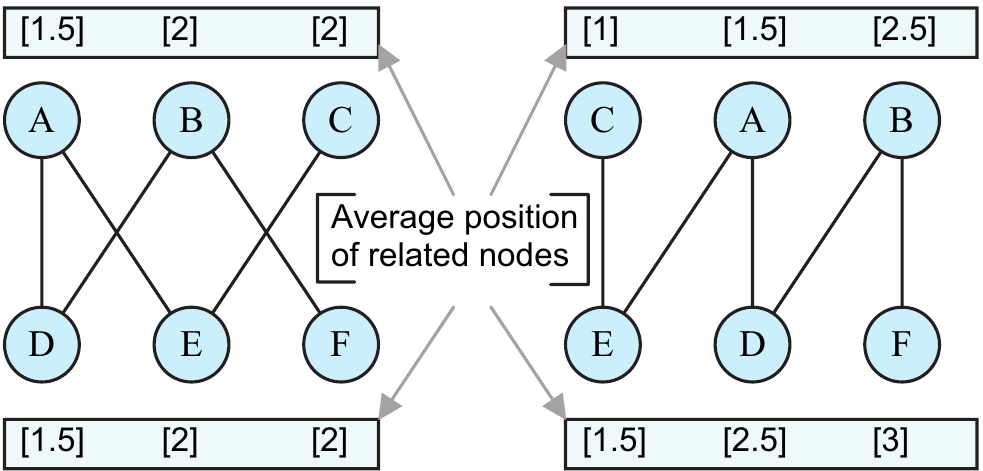 [1.5] [2] [2]
[1] [1.5] [2.5]
A B C
C A B
Average position
of related nodes
D E F
E D F
[1.5] [2] [2]
[1.5] [2.5] [3]